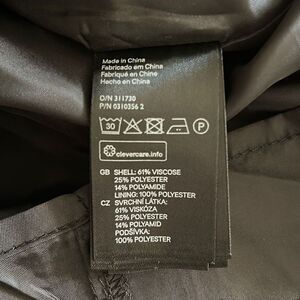 Made in China
Fabricado em China
Fabriqué en Chine
Hecho en China
O/N 311730
P/N 0310356 2
30
P
clevercare.info
GB SHELL: 61% VISCOSE
25% POLYESTER
14% POLYAMIDE
LINING: 100% POLYESTER
CZ SVRCHNÍ LÁTKA:
61% VISKÓZA
25% POLYESTER
14% POLYAMID
PODŠÍVKA:
100% POLYESTER